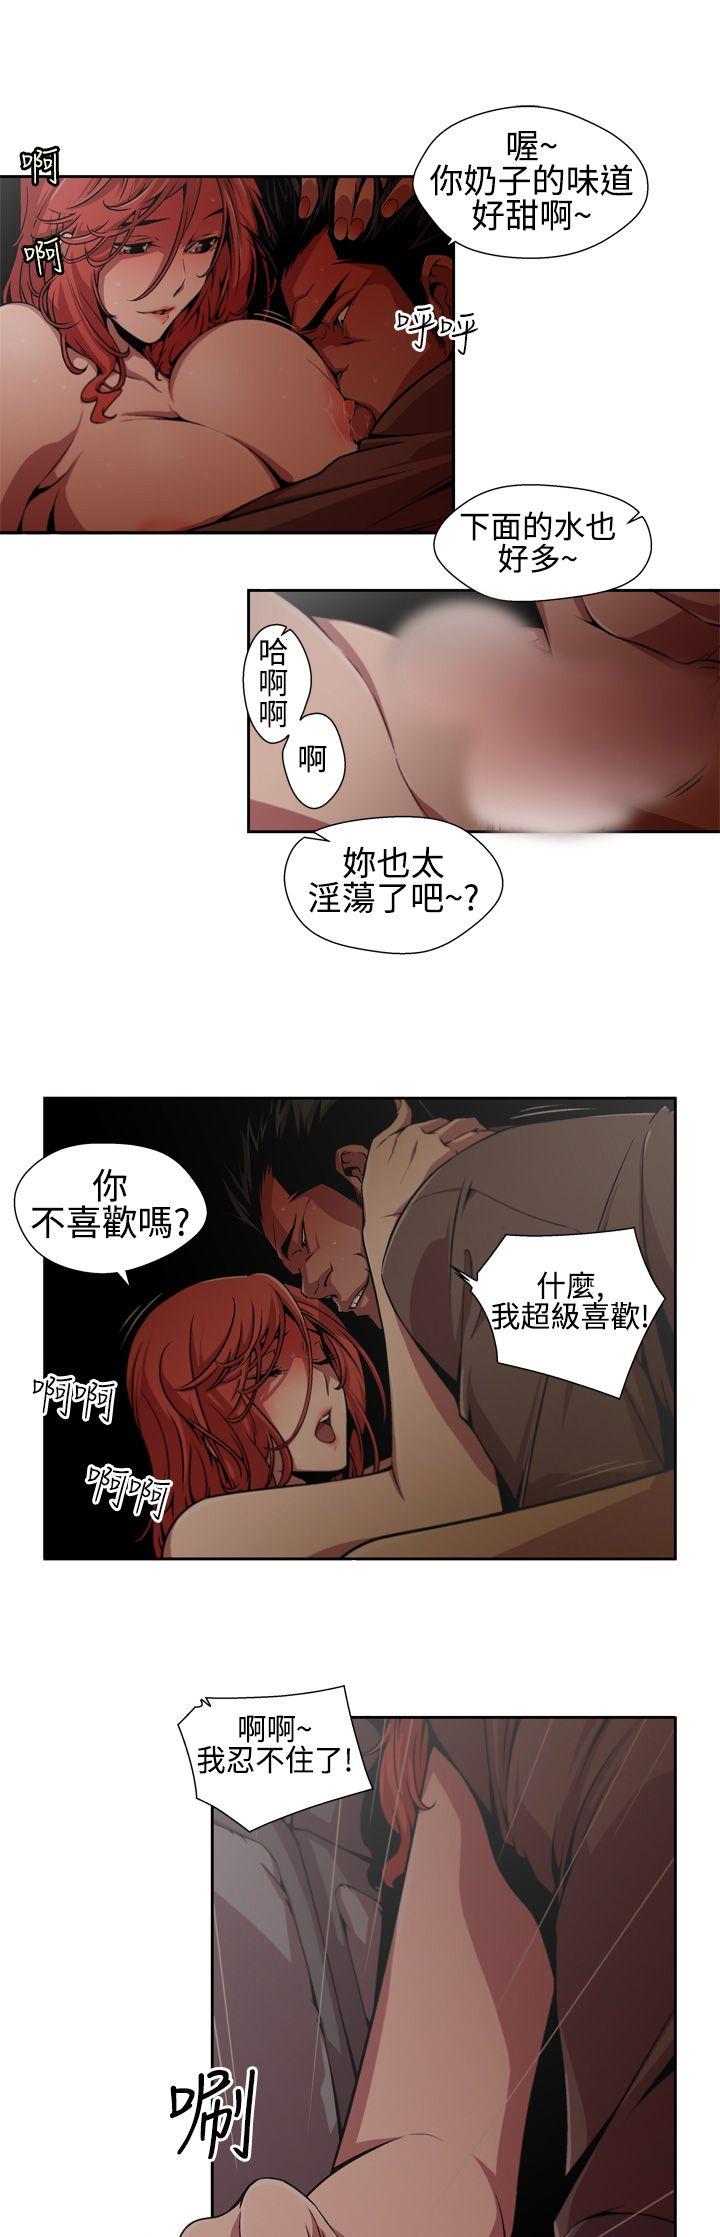 啊
啊
喔~
你奶子的味道
好甜啊~
呼呼
下面的水也
好多~
哈
啊
啊
啊
妳也太
淫蕩了吧~?
你
不喜歡嗎?
什麼,
我超級喜歡!
啊啊
啊啊
啊啊~
我忍不住了!
唰